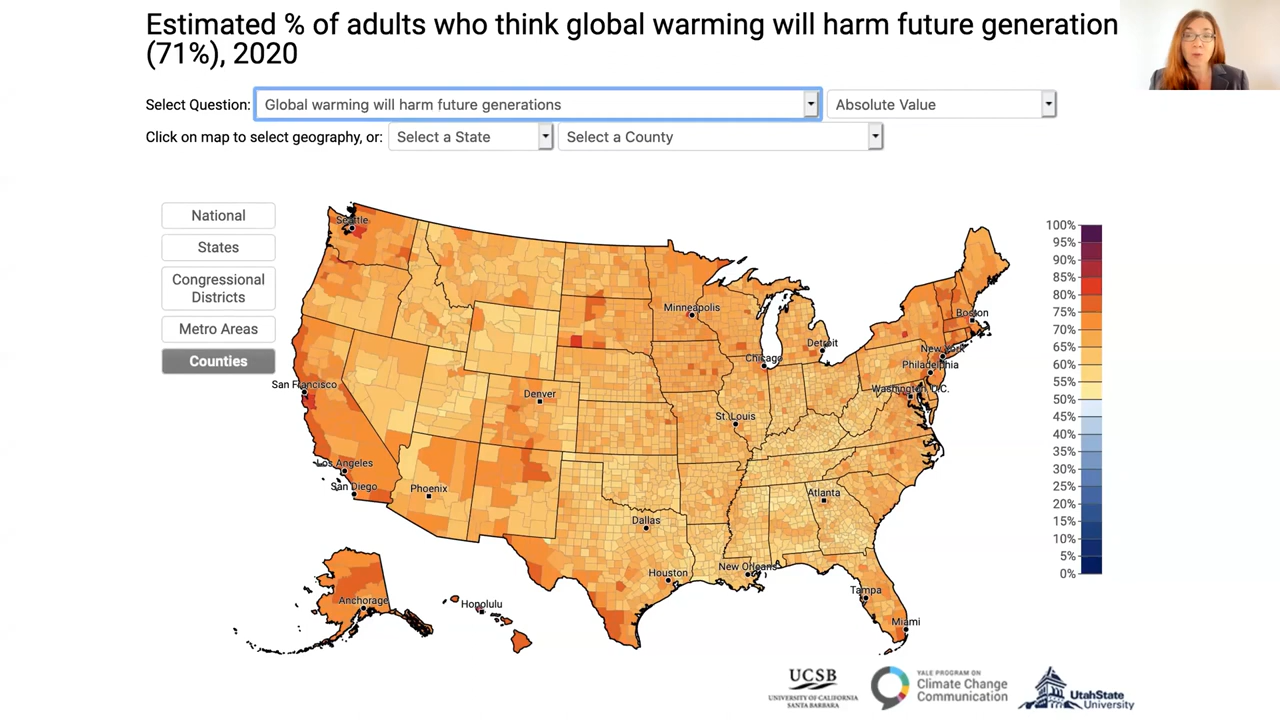 Estimated % of adults who think global warming will harm future generation
(71%), 2020
Select Question: Global warming will harm future generations Absolute Value
Click on map to select geography, or: Select a State Select a County
National
States
Congressional
Districts
Metro Areas
Counties
Seattle
Minneapolis
Boston
Detroit
New York
Chicago
Philadelphia
San Francisco
Washington, D.C.
Denver
St. Louis
Los Angeles
San Diego
Phoenix
Atlanta
Dallas
Houston
New Orleans
Tampa
Anchorage
Honolulu
Miami
100%
95%
90%
85%
80%
75%
70%
65%
60%
55%
50%
45%
40%
35%
30%
25%
20%
15%
10%
5%
0%
UCSB
UNIVERSITY OF CALIFORNIA
SANTA BARBARA
YALE PROGRAM ON
Climate Change
Communication
UtahState
University